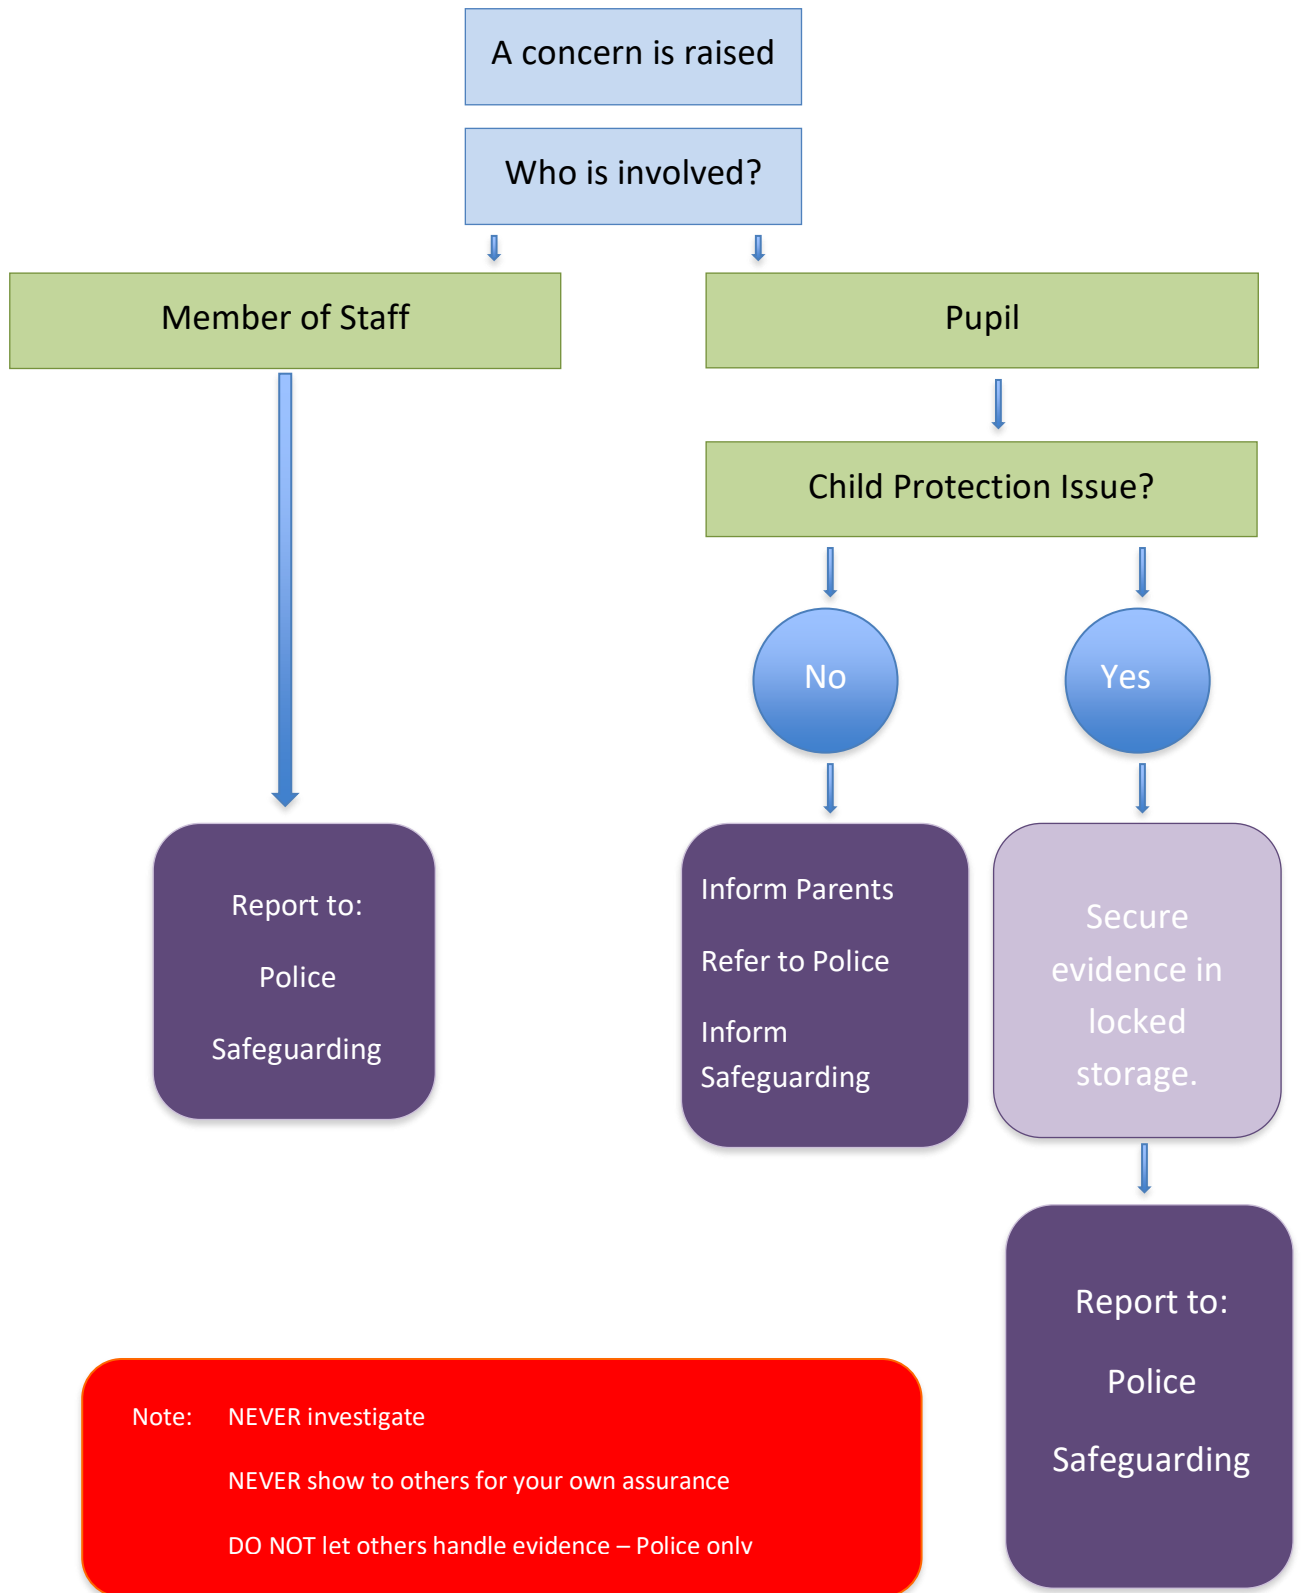 A concern is raised
Who is involved?
Member of Staff
Pupil
Child Protection Issue?
No
Yes
Report to:
Police
Safeguarding
Inform Parents
Refer to Police
Inform
Safeguarding
Secure
evidence in
locked
storage.
Report to:
Police
Safeguarding
Note: NEVER investigate
NEVER show to others for your own assurance
DO NOT let others handle evidence – Police only